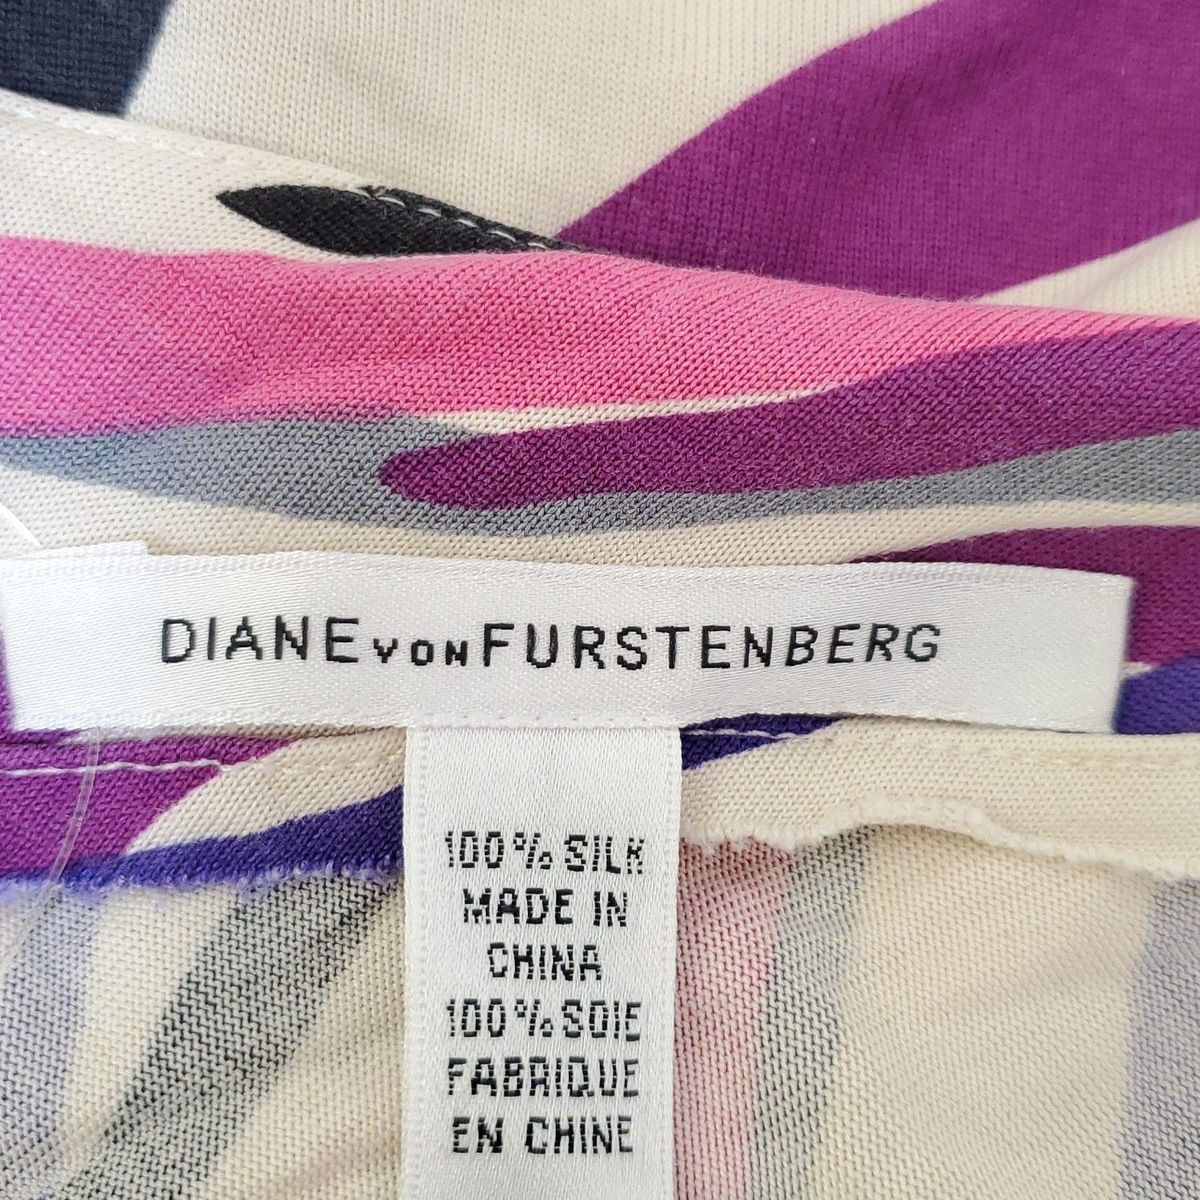 DIANE VON FURSTENBERG
100% SILK
MADE IN
CHINA
100% SOIE
FABRIQUE
EN CHINE